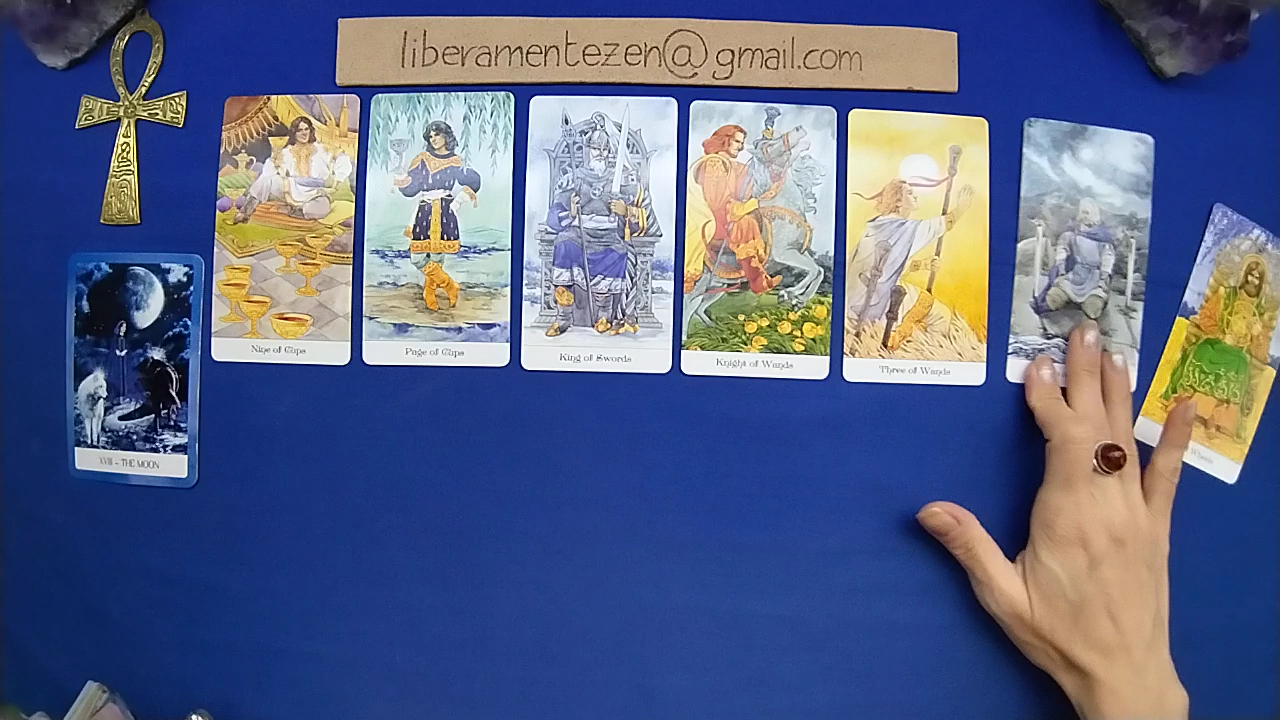 liberamentezen@gmail.com
Nine of Cups
Page of Cups
King of Swords
Knight of Wands
Three of Wands
XVIII - THE MOON